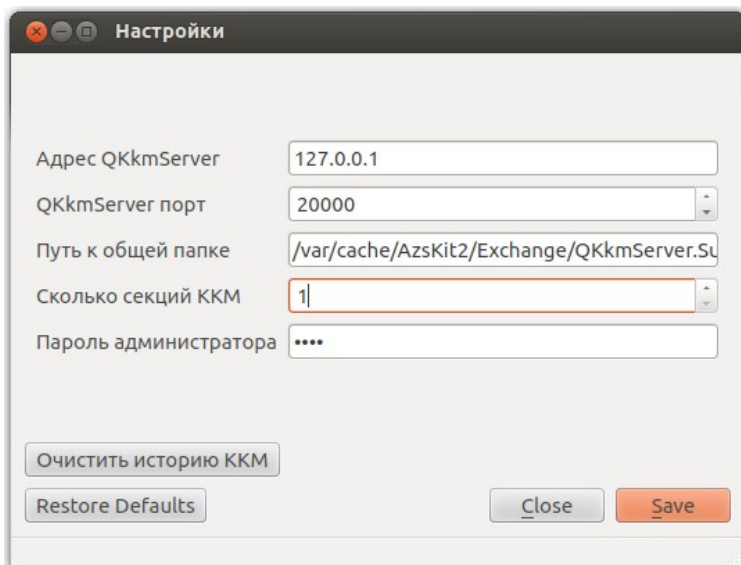 Настройки
Адрес QKkmServer 127.0.0.1
QKkmServer порт 20000
Путь к общей папке /var/cache/AzsKit2/Exchange/QKkmServer.Su
Сколько секций ККМ 1
Пароль администратора ••••
Очистить историю ККМ
Restore Defaults Close Save